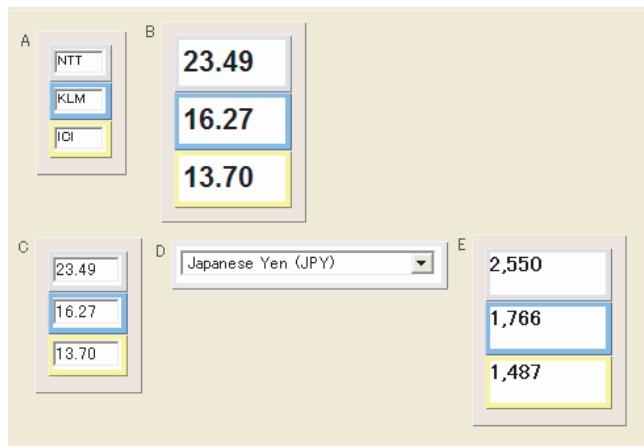 A
NTT
KLM
ICI
B
23.49
16.27
13.70
C
23.49
16.27
13.70
D
Japanese Yen (JPY)
E
2,550
1,766
1,487